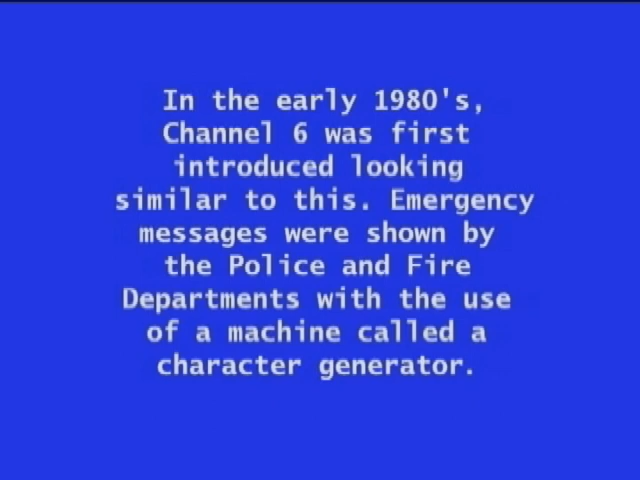 In the early 1980's,
Channel 6 was first
introduced looking
similar to this. Emergency
messages were shown by
the Police and Fire
Departments with the use
of a machine called a
character generator.